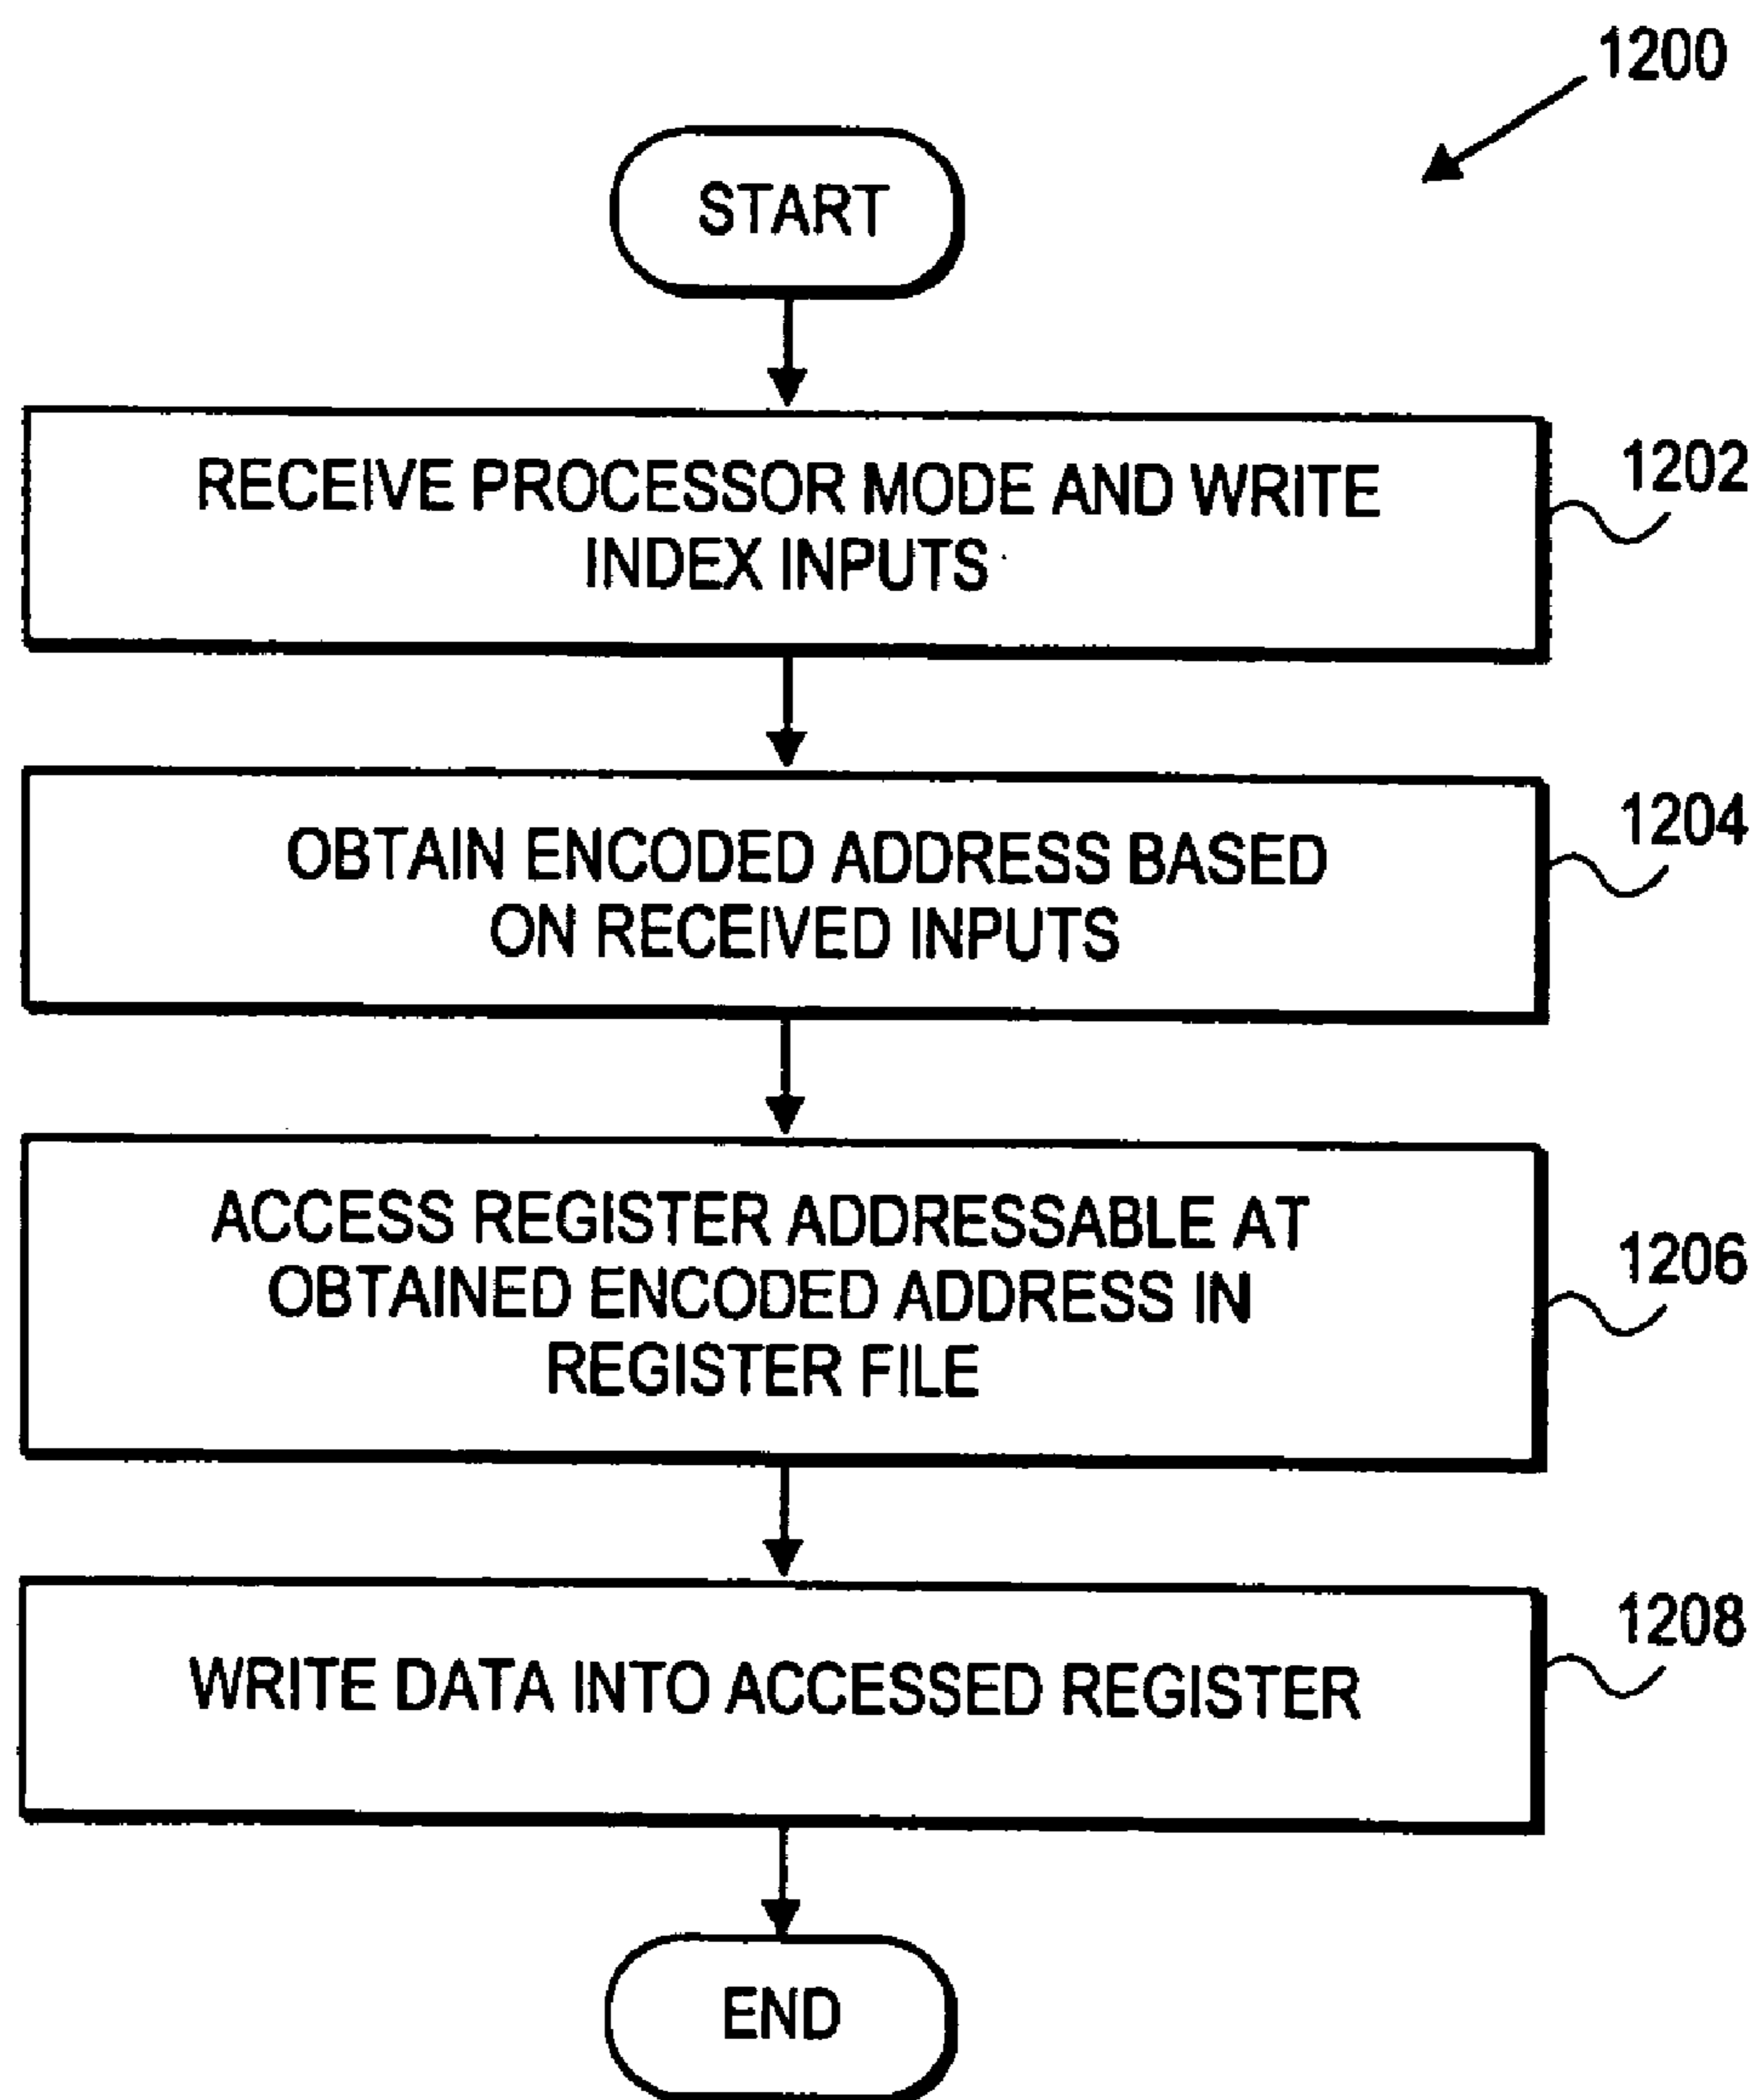 1200
START
RECEIVE PROCESSOR MODE AND WRITE
INDEX INPUTS
1202
OBTAIN ENCODED ADDRESS BASED
ON RECEIVED INPUTS
1204
ACCESS REGISTER ADDRESSABLE AT
OBTAINED ENCODED ADDRESS IN
REGISTER FILE
1206
WRITE DATA INTO ACCESSED REGISTER
1208
END